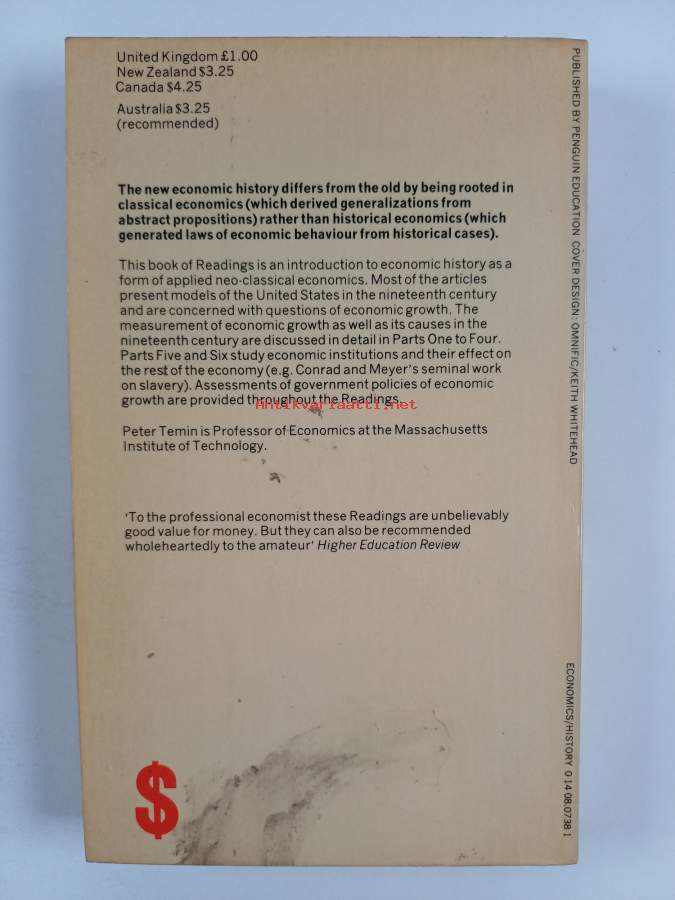 United Kingdom £1.00
New Zealand $3.25
Canada $4.25
Australia $3.25
(recommended)
The new economic history differs from the old by being rooted in
classical economics (which derived generalizations from
abstract propositions) rather than historical economics (which
generated laws of economic behaviour from historical cases).
This book of Readings is an introduction to economic history as a
form of applied neo-classical economics. Most of the articles
present models of the United States in the nineteenth century
and are concerned with questions of economic growth. The
measurement of economic growth as well as its causes in the
nineteenth century are discussed in detail in Parts One to Four.
Parts Five and Six study economic institutions and their effect on
the rest of the economy (e.g. Conrad and Meyer's seminal work
on slavery). Assessments of government policies of economic
growth are provided throughout the Readings.
Antikvariaatti.net
Peter Temin is Professor of Economics at the Massachusetts
Institute of Technology.
'To the professional economist these Readings are unbelievably
good value for money. But they can also be recommended
wholeheartedly to the amateur' Higher Education Review
$
PUBLISHED BY PENGUIN EDUCATION COVER DESIGN: OMNIFIC/KEITH WHITEHEAD
ECONOMICS/HISTORY 0 14 08.0738 1